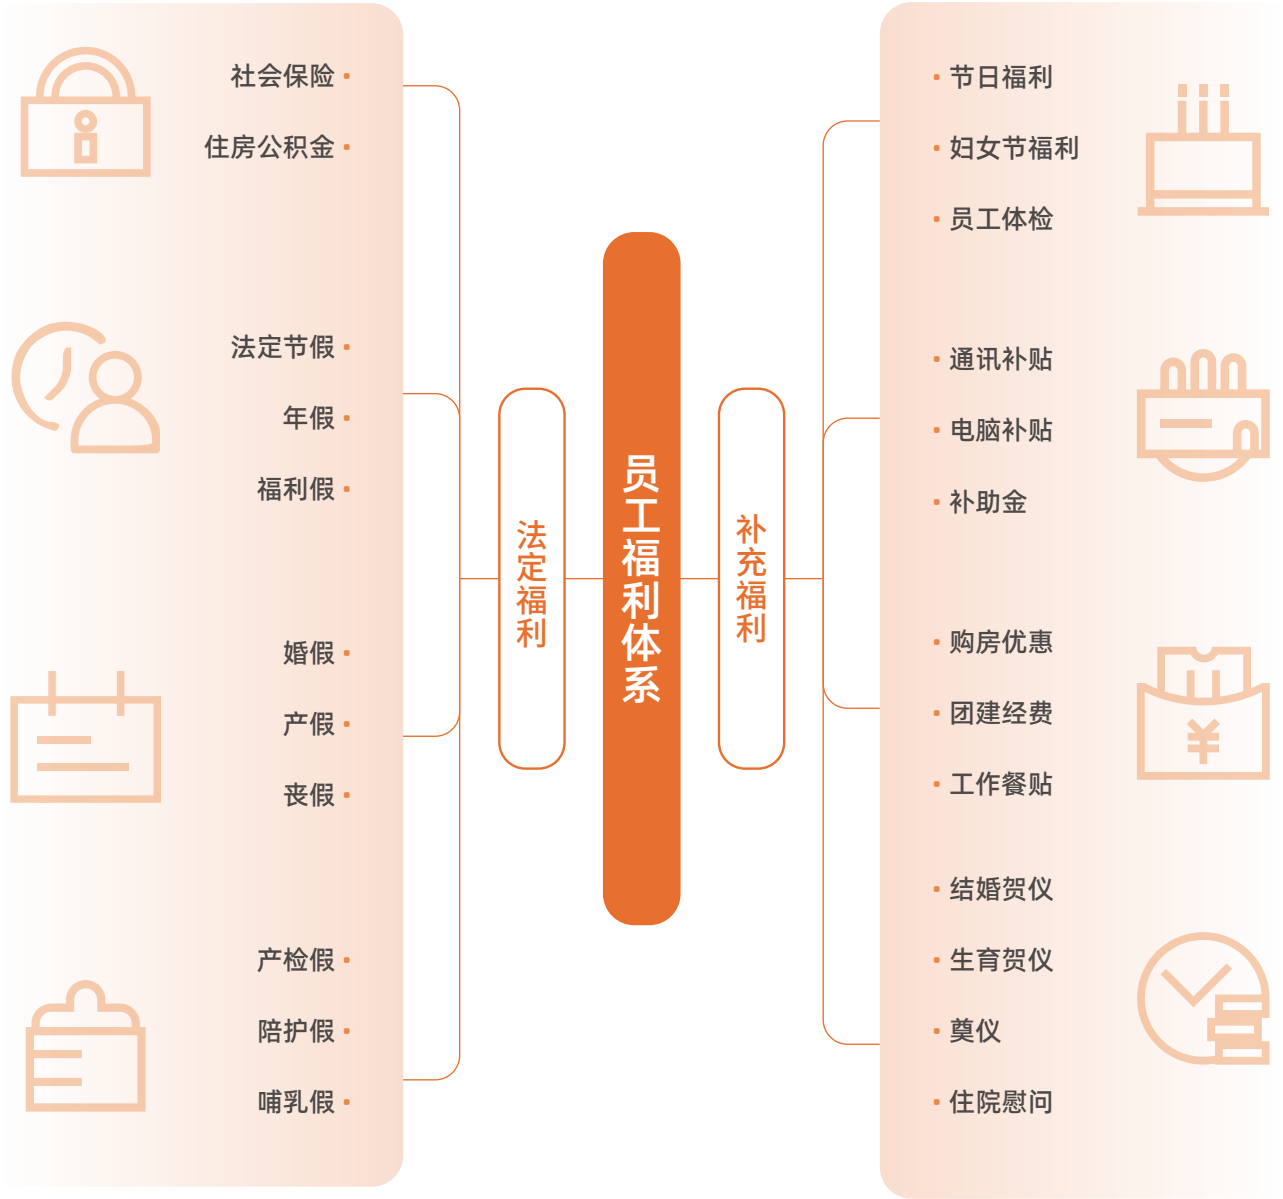 社会保险
住房公积金
法定节假
年假
福利假
婚假
产假
丧假
产检假
陪护假
哺乳假
法定福利
员工福利体系
补充福利
节日福利
妇女节福利
员工体检
通讯补贴
电脑补贴
补助金
购房优惠
团建经费
工作餐贴
结婚贺仪
生育贺仪
奠仪
住院慰问